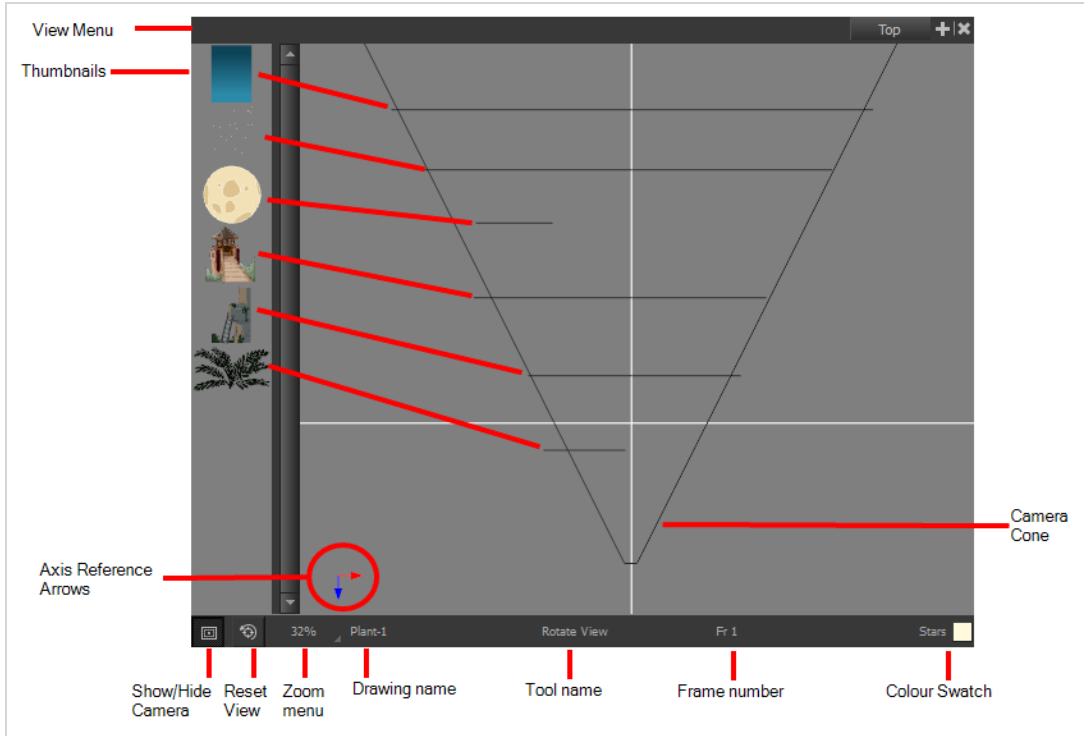 View Menu
Top
Thumbnails
Camera
Cone
Axis Reference
Arrows
32%
Plant-1
Rotate View
Fr 1
Stars
Show/Hide
Camera
Reset
View
Zoom
menu
Drawing name
Tool name
Frame number
Colour Swatch